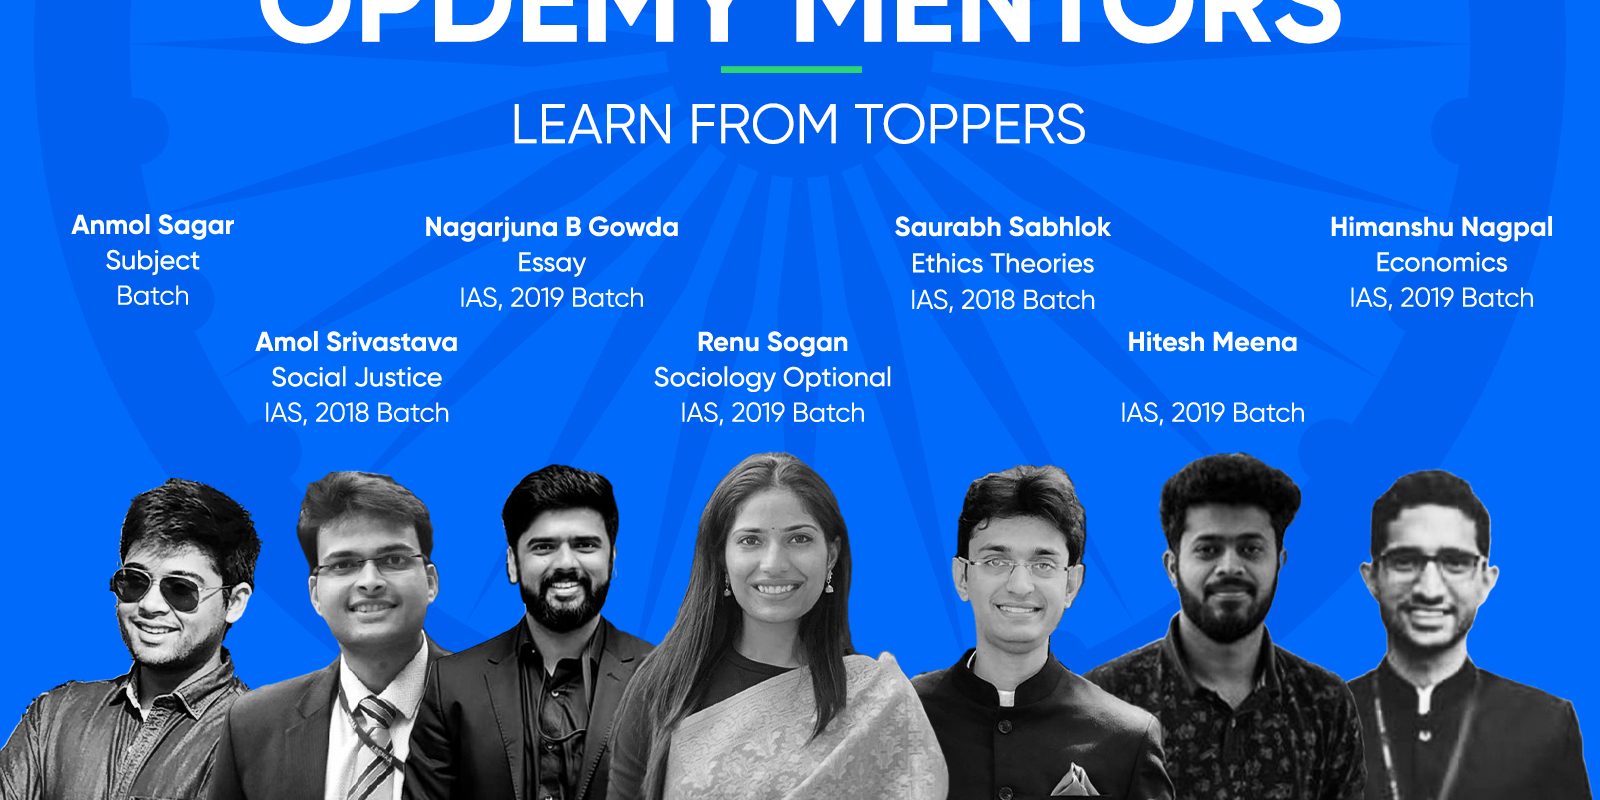 OPDEMY MENTORS
LEARN FROM TOPPERS
Anmol Sagar
Subject
Batch
Nagarjuna B Gowda
Essay
IAS, 2019 Batch
Saurabh Sabhlok
Ethics Theories
IAS, 2018 Batch
Himanshu Nagpal
Economics
IAS, 2019 Batch
Amol Srivastava
Social Justice
IAS, 2018 Batch
Renu Sogan
Sociology Optional
IAS, 2019 Batch
Hitesh Meena
IAS, 2019 Batch